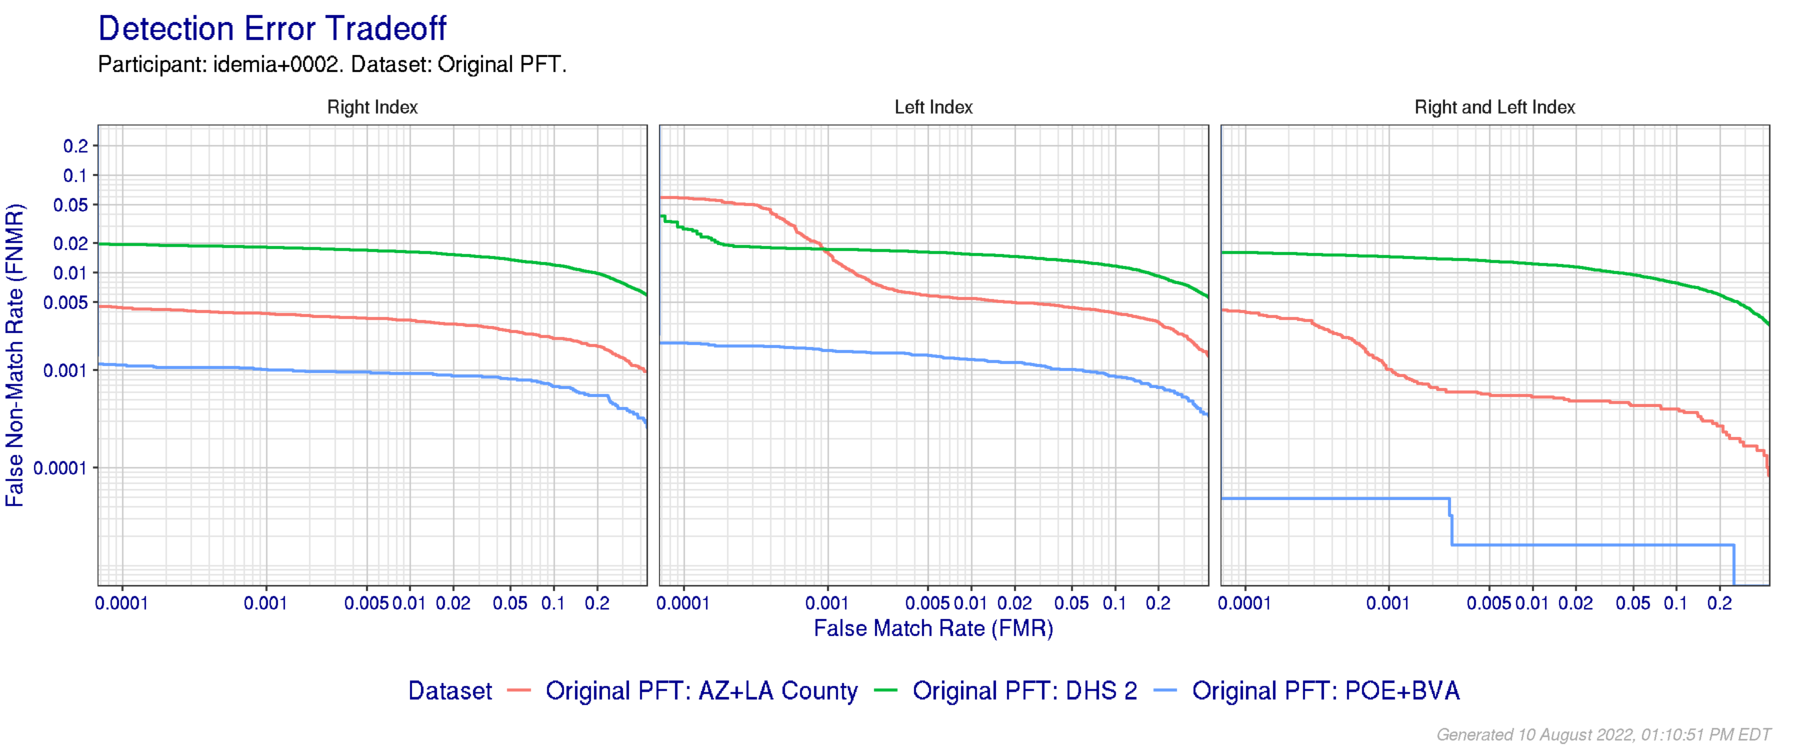 Detection Error Tradeoff
Participant: idemia+0002. Dataset: Original PFT.
Right Index Left Index Right and Left Index
False Non-Match Rate (FNMR)
0.2
0.1
0.05
0.02
0.01
0.005
0.001
0.0001
0.0001 0.001 0.005 0.01 0.02 0.05 0.1 0.2 0.0001 0.001 0.005 0.01 0.02 0.05 0.1 0.2 0.0001 0.001 0.005 0.01 0.02 0.05 0.1 0.2
False Match Rate (FMR)
Dataset Original PFT: AZ+LA County Original PFT: DHS 2 Original PFT: POE+BVA
Generated 10 August 2022, 01:10:51 PM EDT